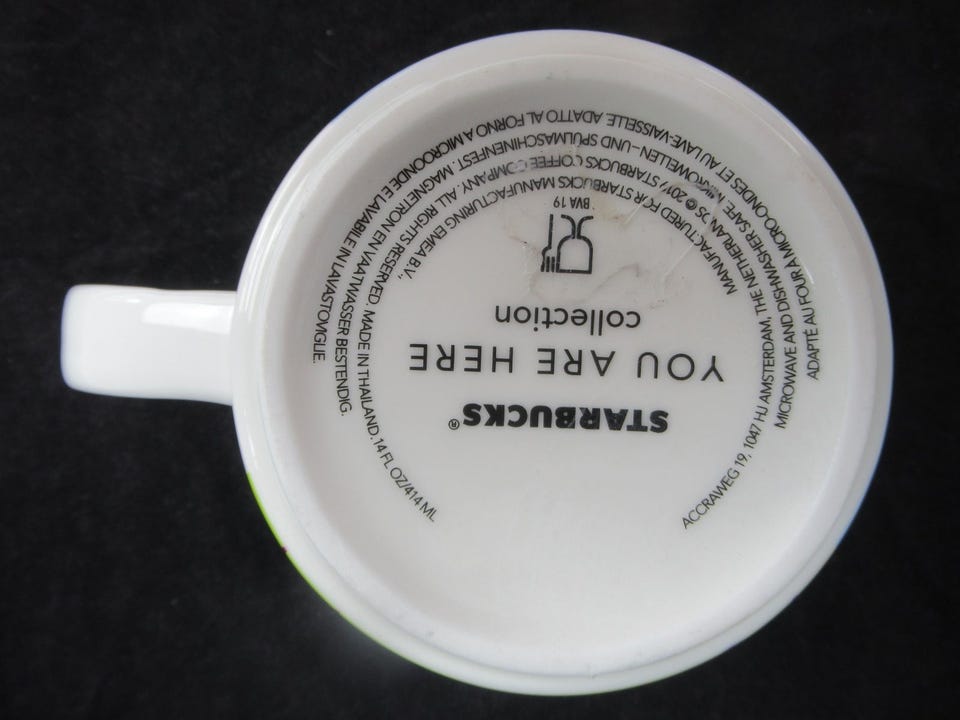 STARBUCKS®
YOU ARE HERE
collection
BVA 19
MANUFACTURED FOR STARBUCKS MANUFACTURING EMEA B.V.,
ACCRAWEG 19, 1047 HJ AMSTERDAM, THE NETHERLANDS © STARBUCKS COFFEE COMPANY. ALL RIGHTS RESERVED. MADE IN THAILAND. 14 FL OZ/414 ML
MICROWAVE AND DISHWASHER SAFE. MIKROWELLEN-UND SPÜLMASCHINENFEST. MAGNETRON EN VAATWASSER BESTENDIG.
ADAPTÉ AU FOUR À MICRO-ONDES ET AU LAVE-VAISSELLE ADATTO AL FORNO A MICROONDE E LAVABILE IN LAVASTOVIGLIE.